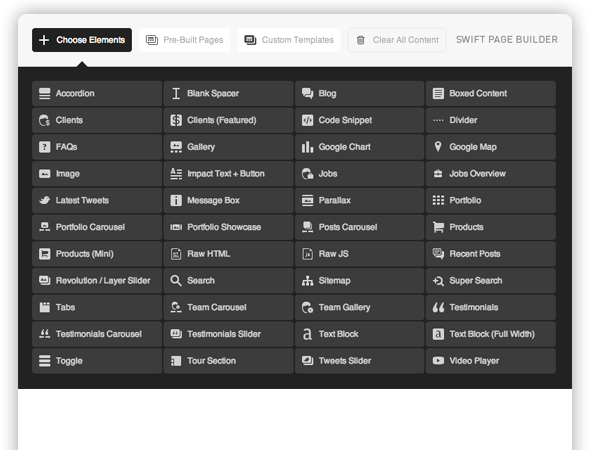 Choose Elements Pre-Built Pages Custom Templates Clear All Content SWIFT PAGE BUILDER
Accordion Blank Spacer Blog Boxed Content
Clients Clients (Featured) Code Snippet Divider
FAQs Gallery Google Chart Google Map
Image Impact Text + Button Jobs Jobs Overview
Latest Tweets Message Box Parallax Portfolio
Portfolio Carousel Portfolio Showcase Posts Carousel Products
Products (Mini) Raw HTML Raw JS Recent Posts
Revolution / Layer Slider Search Sitemap Super Search
Tabs Team Carousel Team Gallery Testimonials
Testimonials Carousel Testimonials Slider Text Block Text Block (Full Width)
Toggle Tour Section Tweets Slider Video Player